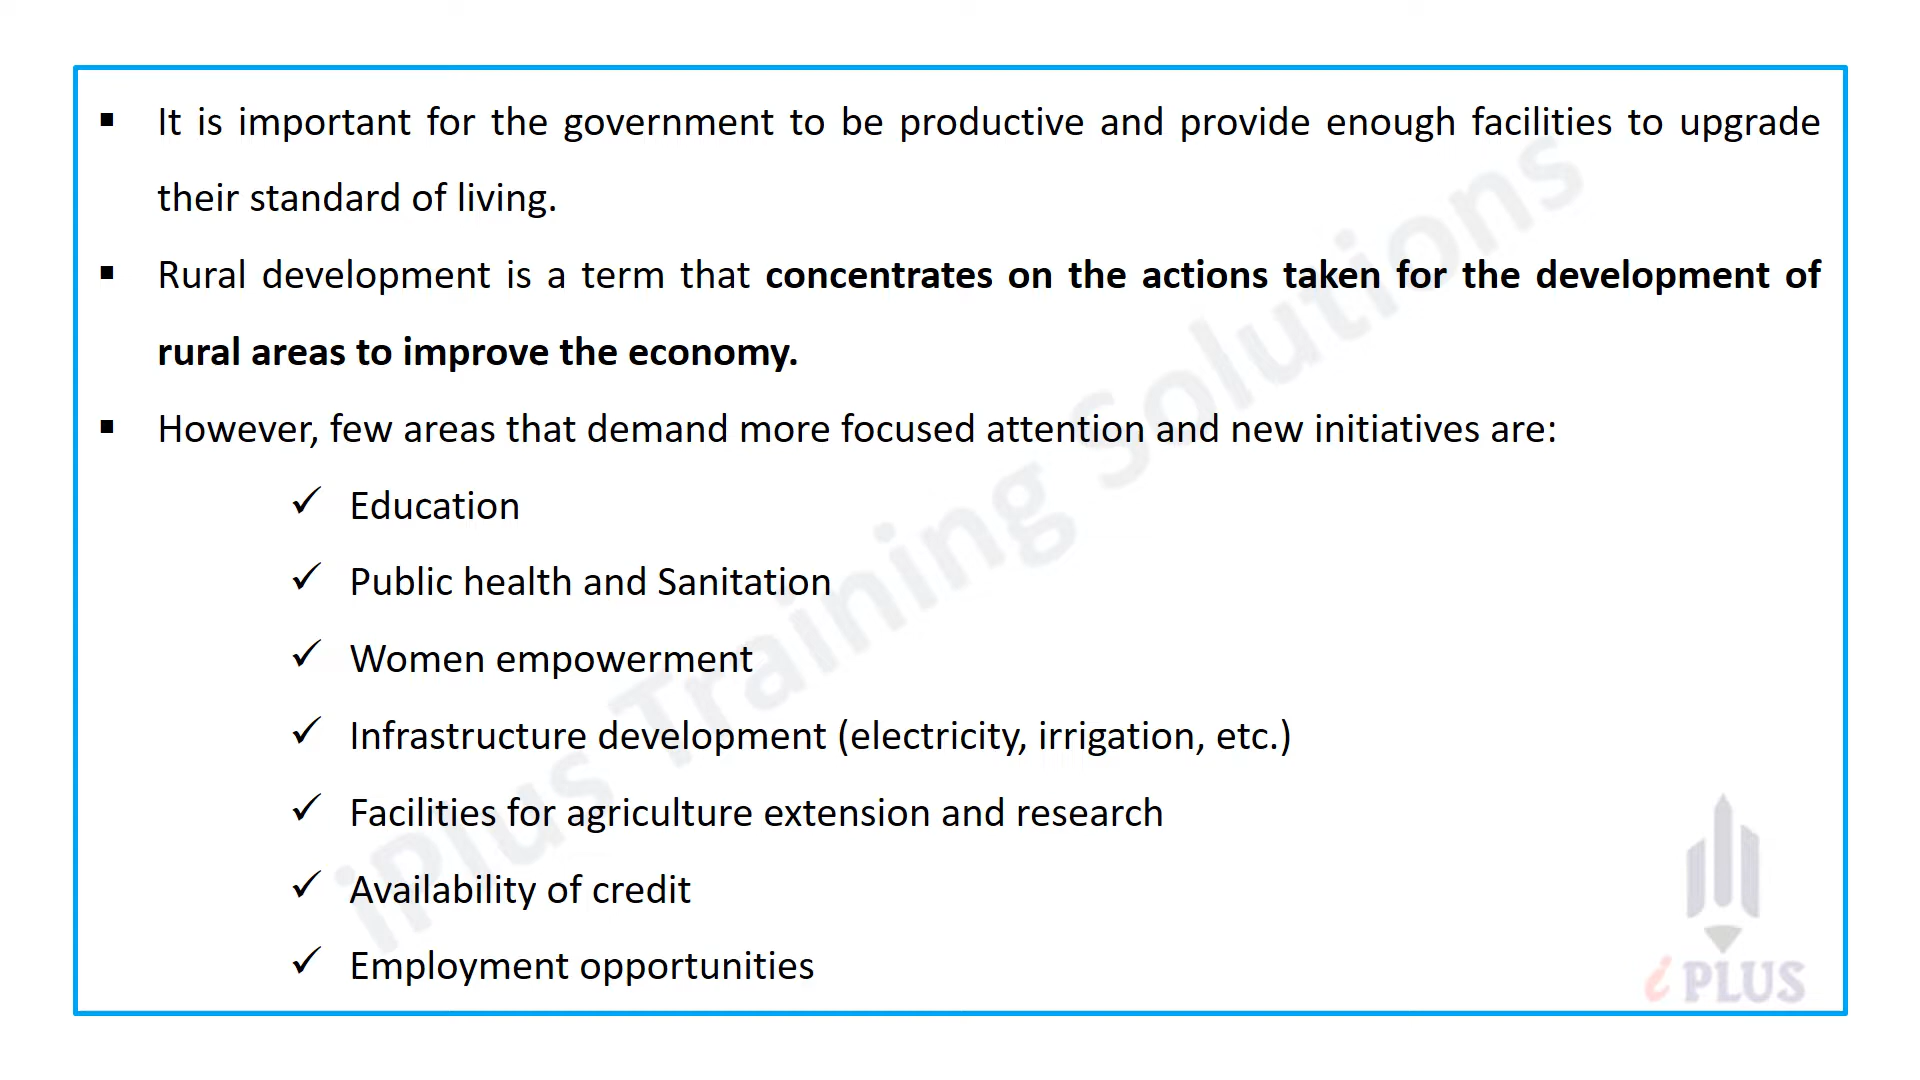 ▪ It is important for the government to be productive and provide enough facilities to upgrade
their standard of living.
▪ Rural development is a term that concentrates on the actions taken for the development of
rural areas to improve the economy.
▪ However, few areas that demand more focused attention and new initiatives are:
✓ Education
✓ Public health and Sanitation
✓ Women empowerment
✓ Infrastructure development (electricity, irrigation, etc.)
✓ Facilities for agriculture extension and research
✓ Availability of credit
✓ Employment opportunities
iPlus Training Solutions
i PLUS